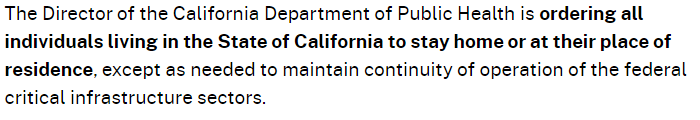 The Director of the California Department of Public Health is ordering all
individuals living in the State of California to stay home or at their place of
residence, except as needed to maintain continuity of operation of the federal
critical infrastructure sectors.